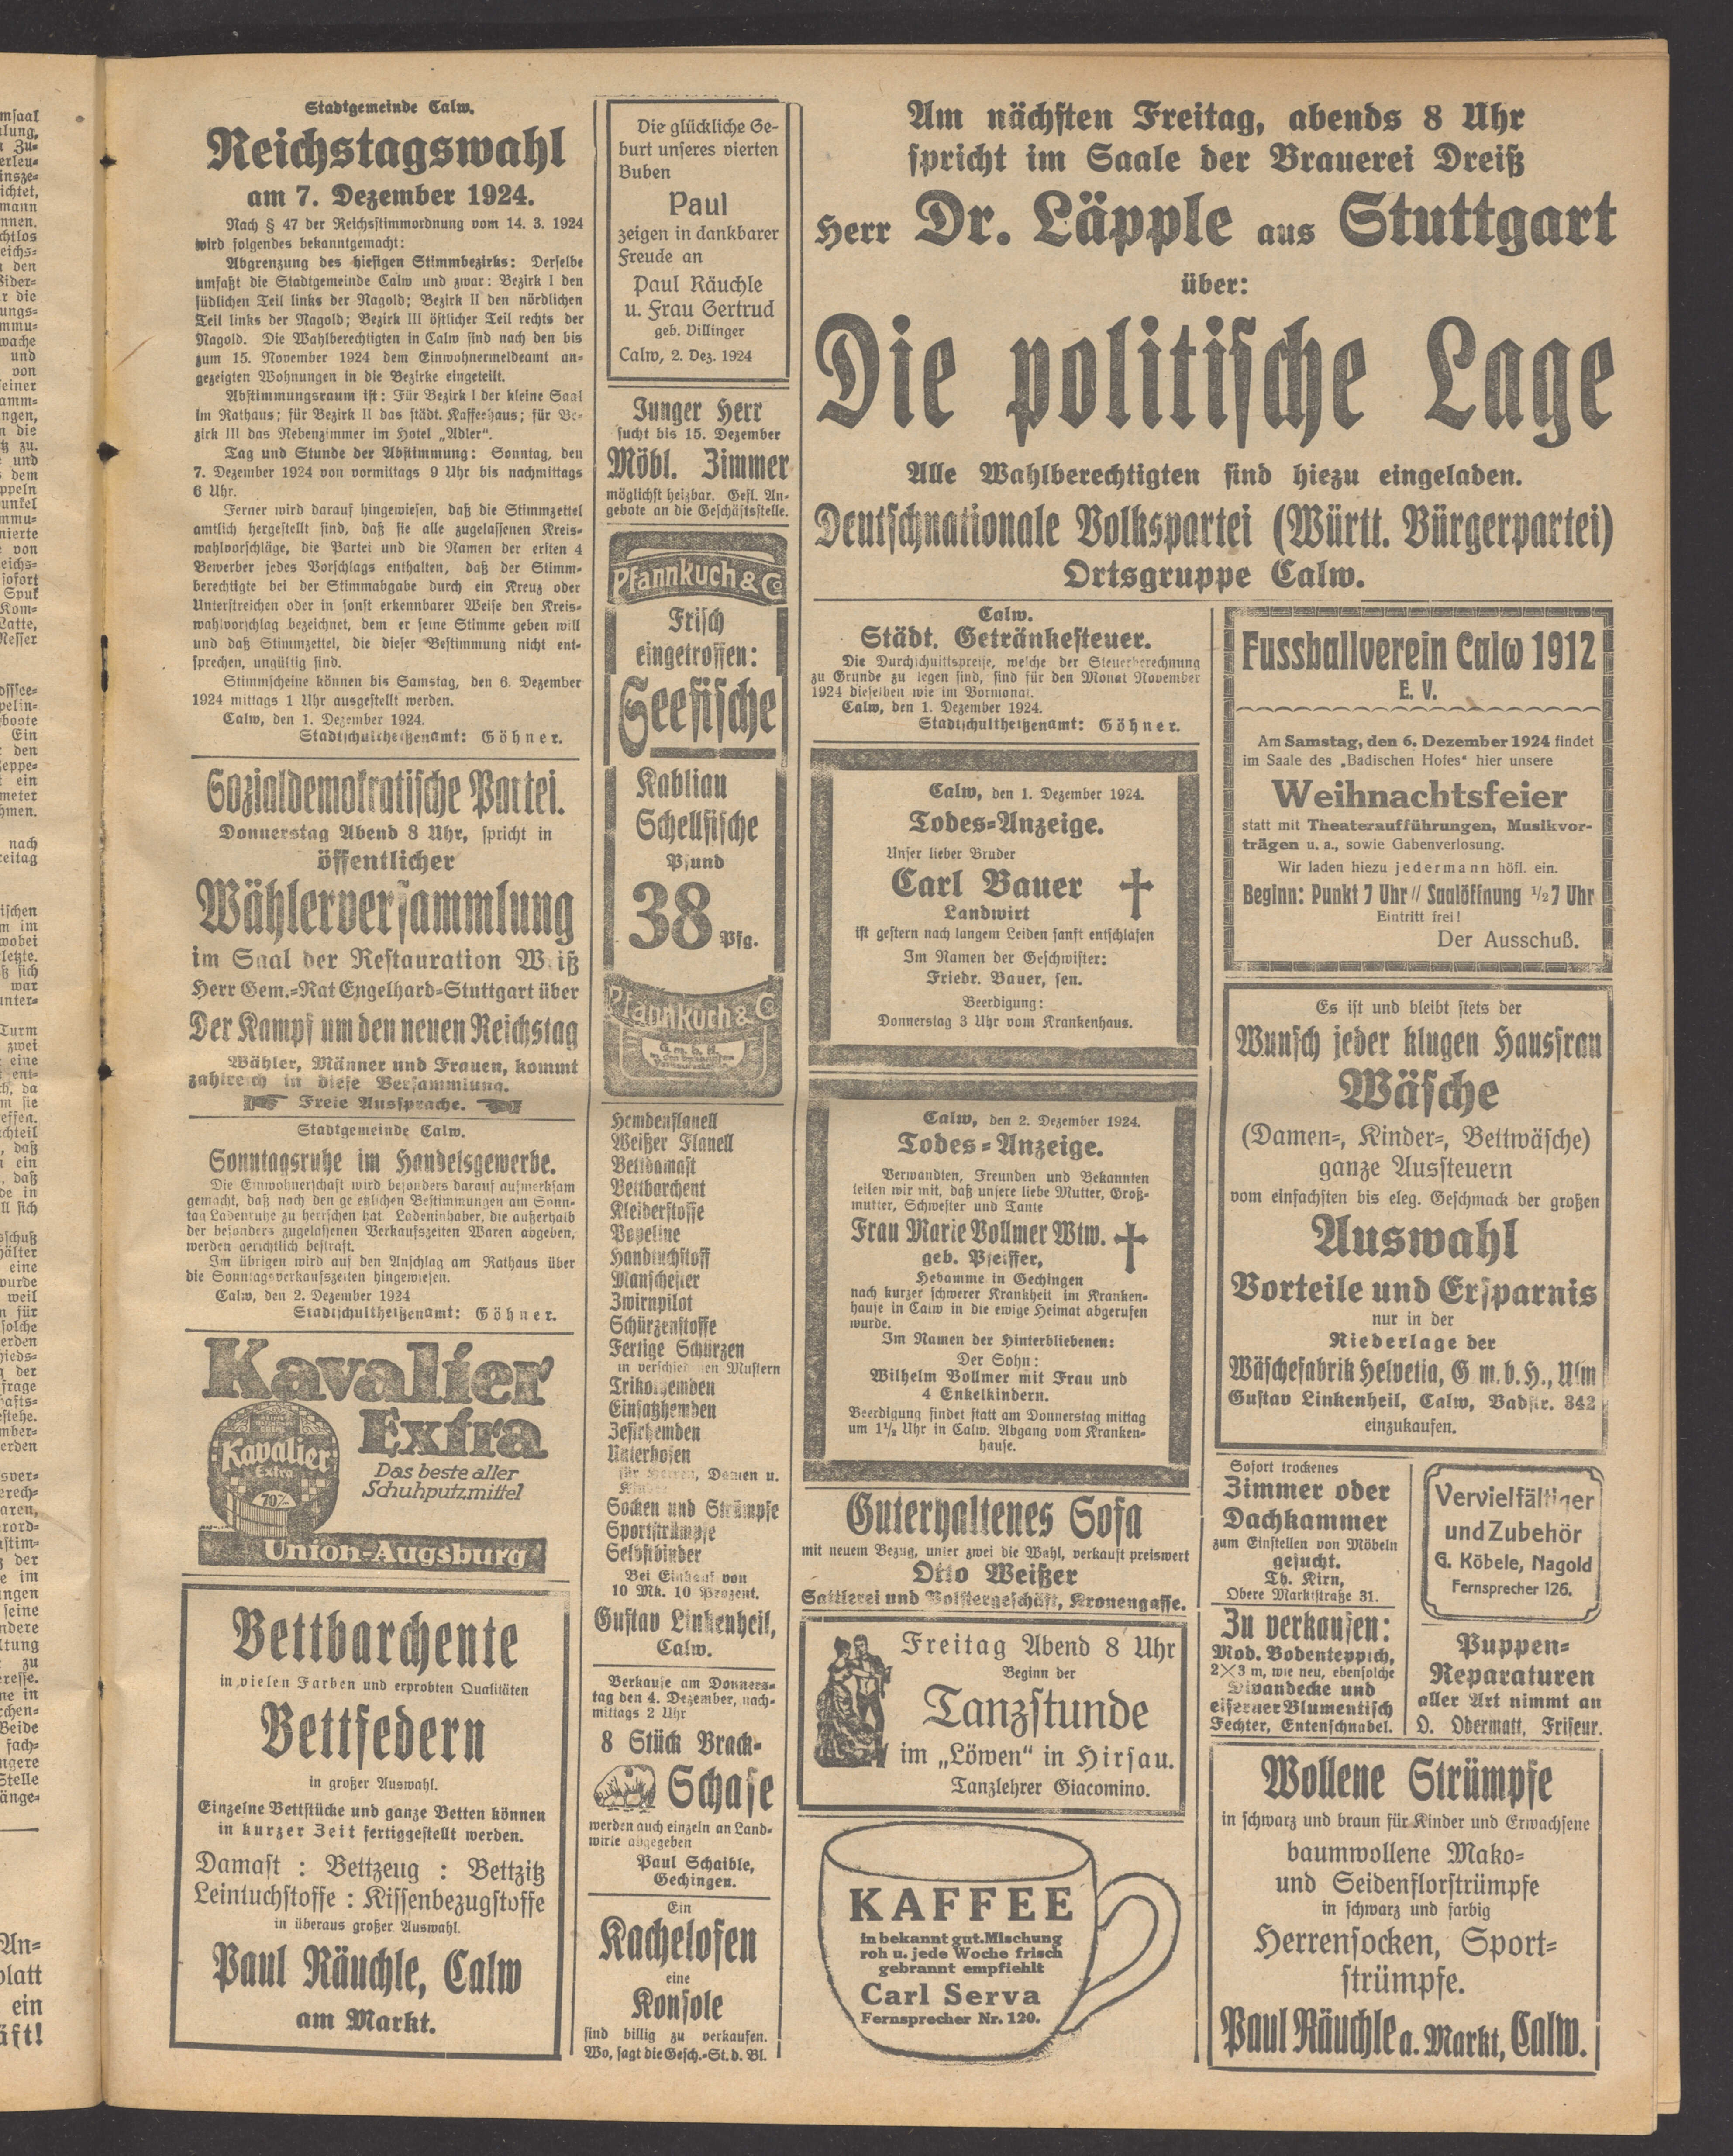 Stadtgemeinde Calw.
Reichstagswahl
am 7. Dezember 1924.
Nach § 47 der Reichsstimmordnung vom 14. 3. 1924
wird folgendes bekanntgemacht:
Abgrenzung des hiesigen Stimmbezirks: Derselbe
umfaßt die Stadtgemeinde Calw und zwar: Bezirk I den
südlichen Teil links der Nagold; Bezirk II den nördlichen
Teil links der Nagold; Bezirk III östlicher Teil rechts der
Nagold. Die Wahlberechtigten in Calw sind nach den bis
zum 15. November 1924 dem Einwohnermeldeamt an-
gezeigten Wohnungen in die Bezirke eingeteilt.
Abstimmungsraum ist: Für Bezirk I der kleine Saal
im Rathaus; für Bezirk II das städt. Kaffeehaus; für Be-
zirk III das Nebenzimmer im Hotel „Adler“.
Tag und Stunde der Abstimmung: Sonntag, den
7. Dezember 1924 von vormittags 9 Uhr bis nachmittags
6 Uhr.
Ferner wird darauf hingewiesen, daß die Stimmzettel
amtlich hergestellt sind, daß sie alle zugelassenen Kreis-
wahlvorschläge, die Partei und die Namen der ersten 4
Bewerber jedes Vorschlags enthalten, daß der Stimm-
berechtigte bei der Stimmabgabe durch ein Kreuz oder
Unterstreichen oder in sonst erkennbarer Weise den Kreis-
wahlvorschlag bezeichnet, dem er seine Stimme geben will
und daß Stimmzettel, die dieser Bestimmung nicht ent-
sprechen, ungültig sind.
Stimmscheine können bis Samstag, den 6. Dezember
1924 mittags 1 Uhr ausgestellt werden.
Calw, den 1. Dezember 1924.
Stadtschultheißenamt: Göhner.
Sozialdemokratische Partei.
Donnerstag Abend 8 Uhr, spricht in
öffentlicher
Wählerversammlung
im Saal der Restauration Weiß
Herr Gem.-Rat Engelhard-Stuttgart über
Der Kampf um den neuen Reichstag
Wähler, Männer und Frauen, kommt
zahlreich in diese Versammlung.
Freie Aussprache.
Stadtgemeinde Calw.
Sonntagsruhe im Handelsgewerbe.
Die Einwohnerschaft wird besonders darauf aufmerksam
gemacht, daß nach den gesetzlichen Bestimmungen am Sonn-
tag Ladenruhe zu herrschen hat. Ladeninhaber, die außerhalb
der besonders zugelassenen Verkaufszeiten Waren abgeben,
werden gerichtlich bestraft.
Im übrigen wird auf den Anschlag am Rathaus über
die Sonntagsverkaufszeiten hingewiesen.
Calw, den 2. Dezember 1924
Stadtschultheißenamt: Göhner.
Kavalier
Extra
Kavalier
Extra
70%
Das beste aller
Schuhputzmittel
Union-Augsburg
Bettbarchente
in vielen Farben und erprobten Qualitäten
Bettfedern
in großer Auswahl.
Einzelne Bettstücke und ganze Betten können
in kurzer Zeit fertiggestellt werden.
Damast : Bettzeug : Bettzitz
Leintuchstoffe : Kissenbezugstoffe
in überaus großer Auswahl.
Paul Räuchle, Calw
am Markt.
Die glückliche Ge-
burt unseres vierten
Buben
Paul
zeigen in dankbarer
Freude an
Paul Räuchle
u. Frau Gertrud
geb. Villinger
Calw, 2. Dez. 1924
Junger Herr
sucht bis 15. Dezember
Möbl. Zimmer
möglichst heizbar. Gefl. An-
gebote an die Geschäftsstelle.
Pfannkuch & Co
Frisch
eingetroffen:
Seefische
Kabliau
Schellfische
Pfund
38 Pfg.
Pfannkuch & Co
G.m.b.H.
Hemdenflanell
Weißer Flanell
Bettdamast
Bettbarchent
Kleiderstoffe
Popeline
Handtuchstoff
Manschester
Zwirnpilot
Schürzenstoffe
Fertige Schürzen
in verschiedenen Mustern
Trikothemden
Einsatzhemden
Zefirhemden
Unterhosen
für Herren, Damen u.
Kinder
Socken und Strümpfe
Sportstrümpfe
Selbstbinder
Bei Einkauf von
10 Mk. 10 Prozent.
Gustav Linkenheil,
Calw.
Verkaufe am Donners-
tag den 4. Dezember, nach-
mittags 2 Uhr
8 Stück Brack-
Schafe
werden auch einzeln an Land-
wirte abgegeben
Paul Schaible,
Gechingen.
Ein
Kachelofen
eine
Konsole
sind billig zu verkaufen.
Wo, sagt die Gesch.-St. d. Bl.
Am nächsten Freitag, abends 8 Uhr
spricht im Saale der Brauerei Dreiß
Herr Dr. Läpple aus Stuttgart
über:
Die politische Lage
Alle Wahlberechtigten sind hiezu eingeladen.
Deutschnationale Volkspartei (Württ. Bürgerpartei)
Ortsgruppe Calw.
Calw.
Städt. Getränkesteuer.
Die Durchschnittspreise, welche der Steuerberechnung
zu Grunde zu legen sind, sind für den Monat November
1924 dieselben wie im Vormonat.
Calw, den 1. Dezember 1924.
Stadtschultheißenamt: Göhner.
Calw, den 1. Dezember 1924.
Todes-Anzeige.
Unser lieber Bruder
Carl Bauer
Landwirt
ist gestern nach langem Leiden sanft entschlafen
Im Namen der Geschwister:
Friedr. Bauer, sen.
Beerdigung:
Donnerstag 3 Uhr vom Krankenhaus.
Calw, den 2. Dezember 1924.
Todes-Anzeige.
Verwandten, Freunden und Bekannten
teilen wir mit, daß unsere liebe Mutter, Groß-
mutter, Schwester und Tante
Frau Marie Vollmer Wtw.
geb. Pfeiffer,
Hebamme in Gechingen
nach kurzer schwerer Krankheit im Kranken-
hause in Calw in die ewige Heimat abgerufen
wurde.
Im Namen der Hinterbliebenen:
Der Sohn:
Wilhelm Vollmer mit Frau und
4 Enkelkindern.
Beerdigung findet statt am Donnerstag mittag
um 1½ Uhr in Calw. Abgang vom Kranken-
hause.
Guterhaltenes Sofa
mit neuem Bezug, unter zwei die Wahl, verkauft preiswert
Otto Weißer
Sattlerei und Polstergeschäft, Kronengasse.
Freitag Abend 8 Uhr
Beginn der
Tanzstunde
im „Löwen“ in Hirsau.
Tanzlehrer Giacomino.
KAFFEE
in bekannt gut. Mischung
roh u. jede Woche frisch
gebrannt empfiehlt
Carl Serva
Fernsprecher Nr. 120.
Fussballverein Calw 1912
E. V.
Am Samstag, den 6. Dezember 1924 findet
im Saale des „Badischen Hofes“ hier unsere
Weihnachtsfeier
statt mit Theateraufführungen, Musikvor-
trägen u. a., sowie Gabenverlosung.
Wir laden hiezu jedermann höfl. ein.
Beginn: Punkt 7 Uhr // Saalöffnung ½7 Uhr
Eintritt frei!
Der Ausschuß.
Es ist und bleibt stets der
Wunsch jeder klugen Hausfrau
Wäsche
(Damen-, Kinder-, Bettwäsche)
ganze Aussteuern
vom einfachsten bis eleg. Geschmack der großen
Auswahl
Vorteile und Ersparnis
nur in der
Niederlage der
Wäschefabrik Helvetia, G.m.b.H., Ulm
Gustav Linkenheil, Calw, Badstr. 342
einzukaufen.
Sofort trockenes
Zimmer oder
Dachkammer
zum Einstellen von Möbeln
gesucht.
Th. Kirn,
Obere Marktstraße 31.
Zu verkaufen:
Mod. Bodenteppich,
2×3 m, wie neu, ebensolche
Divandecke und
eiserner Blumentisch
Fechter, Entenschnabel.
Vervielfältiger
und Zubehör
G. Köbele, Nagold
Fernsprecher 126.
Puppen-
Reparaturen
aller Art nimmt an
O. Obermatt, Friseur.
Wollene Strümpfe
in schwarz und braun für Kinder und Erwachsene
baumwollene Mako-
und Seidenflorstrümpfe
in schwarz und farbig
Herrensocken, Sport-
strümpfe.
Paul Räuchle a. Markt, Calw.